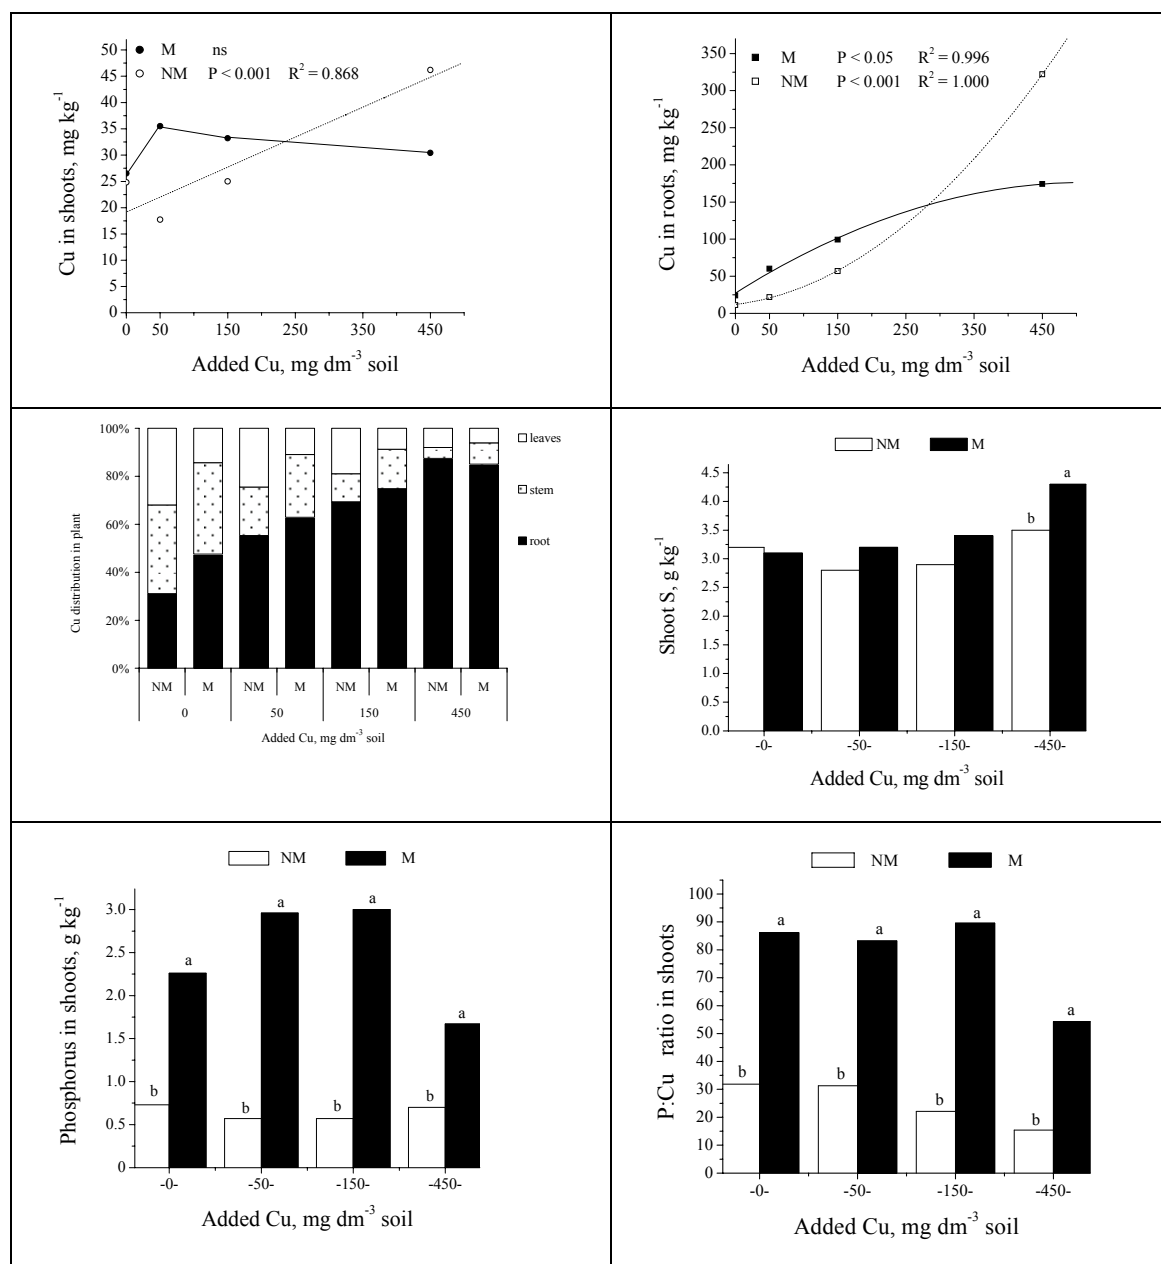 M ns
NM P < 0.001 R² = 0.868
50
45
40
35
30
25
20
15
10
5
0
Cu in shoots, mg kg⁻¹
0 50 150 250 350 450
Added Cu, mg dm⁻³ soil
M P < 0.05 R² = 0.996
NM P < 0.001 R² = 1.000
350
300
250
200
150
100
50
0
Cu in roots, mg kg⁻¹
0 50 150 250 350 450
Added Cu, mg dm⁻³ soil
100%
80%
60%
40%
20%
0%
Cu distribution in plant
leaves
stem
root
NM M NM M NM M NM M
0 50 150 450
Added Cu, mg dm⁻³ soil
NM M
4.5
4.0
3.5
3.0
2.5
2.0
1.5
1.0
0.5
0.0
Shoot S, g kg⁻¹
b a
-0- -50- -150- -450-
Added Cu, mg dm⁻³ soil
NM M
3.0
2.5
2.0
1.5
1.0
0.5
0
Phosphorus in shoots, g kg⁻¹
b a b a b a b a
-0- -50- -150- -450-
Added Cu, mg dm⁻³ soil
NM M
100
90
80
70
60
50
40
30
20
10
0
P:Cu ratio in shoots
b a b a b a b a
-0- -50- -150- -450-
Added Cu, mg dm⁻³ soil